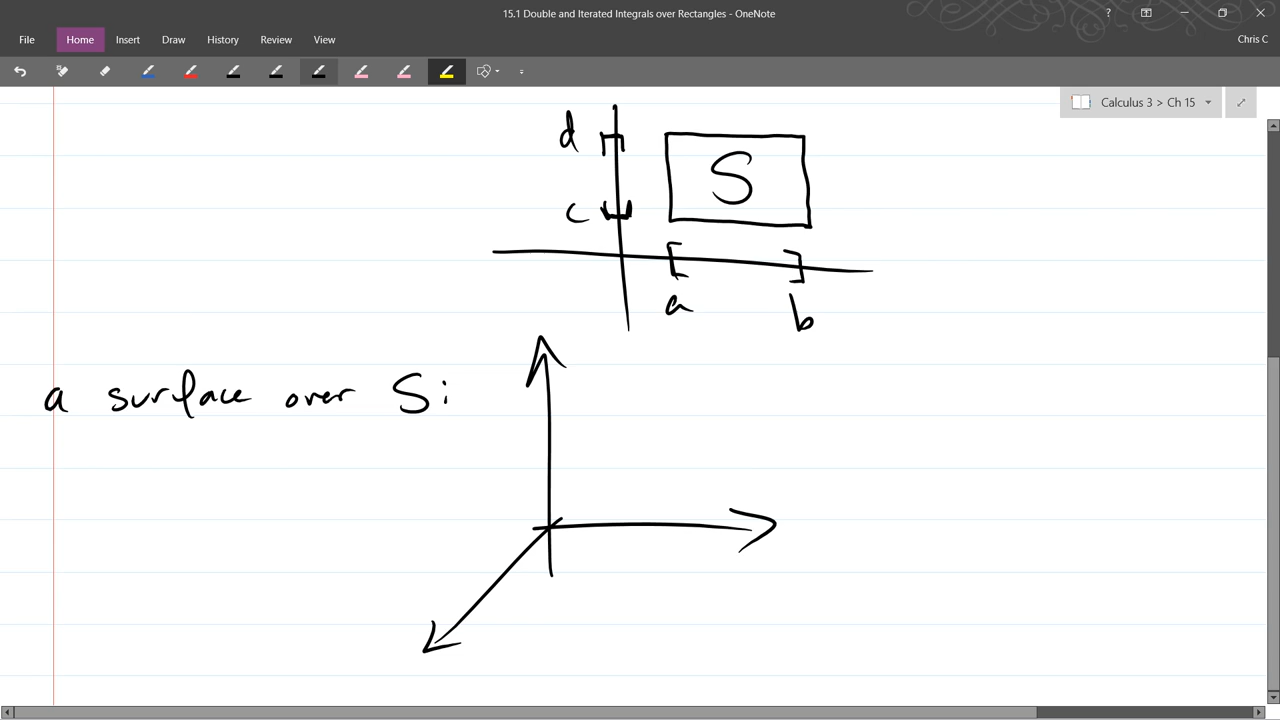 15.1 Double and Iterated Integrals over Rectangles - OneNote
?
File Home Insert Draw History Review View
Chris C
Calculus 3 > Ch 15
d
S
c
a
b
a surface over S: